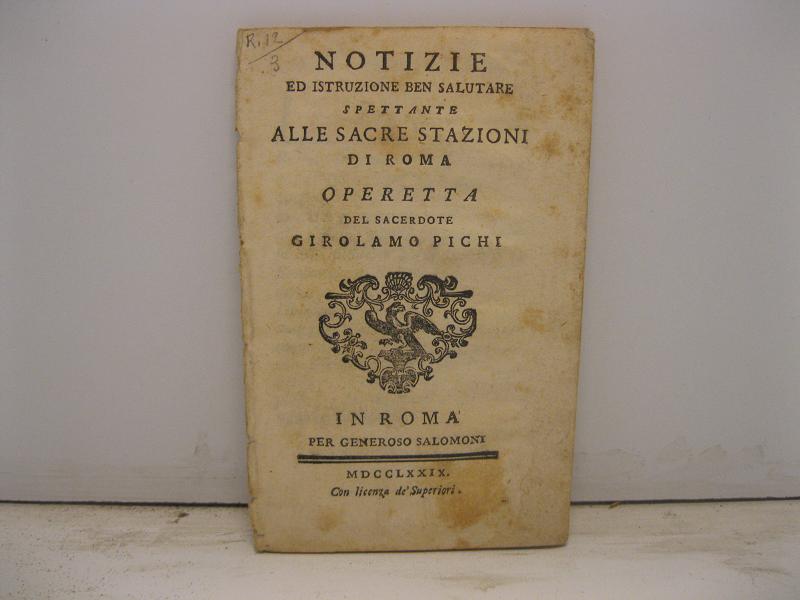 R. 12
3
NOTIZIE
ED ISTRUZIONE BEN SALUTARE
SPETTANTE
ALLE SACRE STAZIONI
DI ROMA
OPERETTA
DEL SACERDOTE
GIROLAMO PICHI
IN ROMA
PER GENEROSO SALOMONI
MDCCLXXIX.
Con licenza de' Superiori.